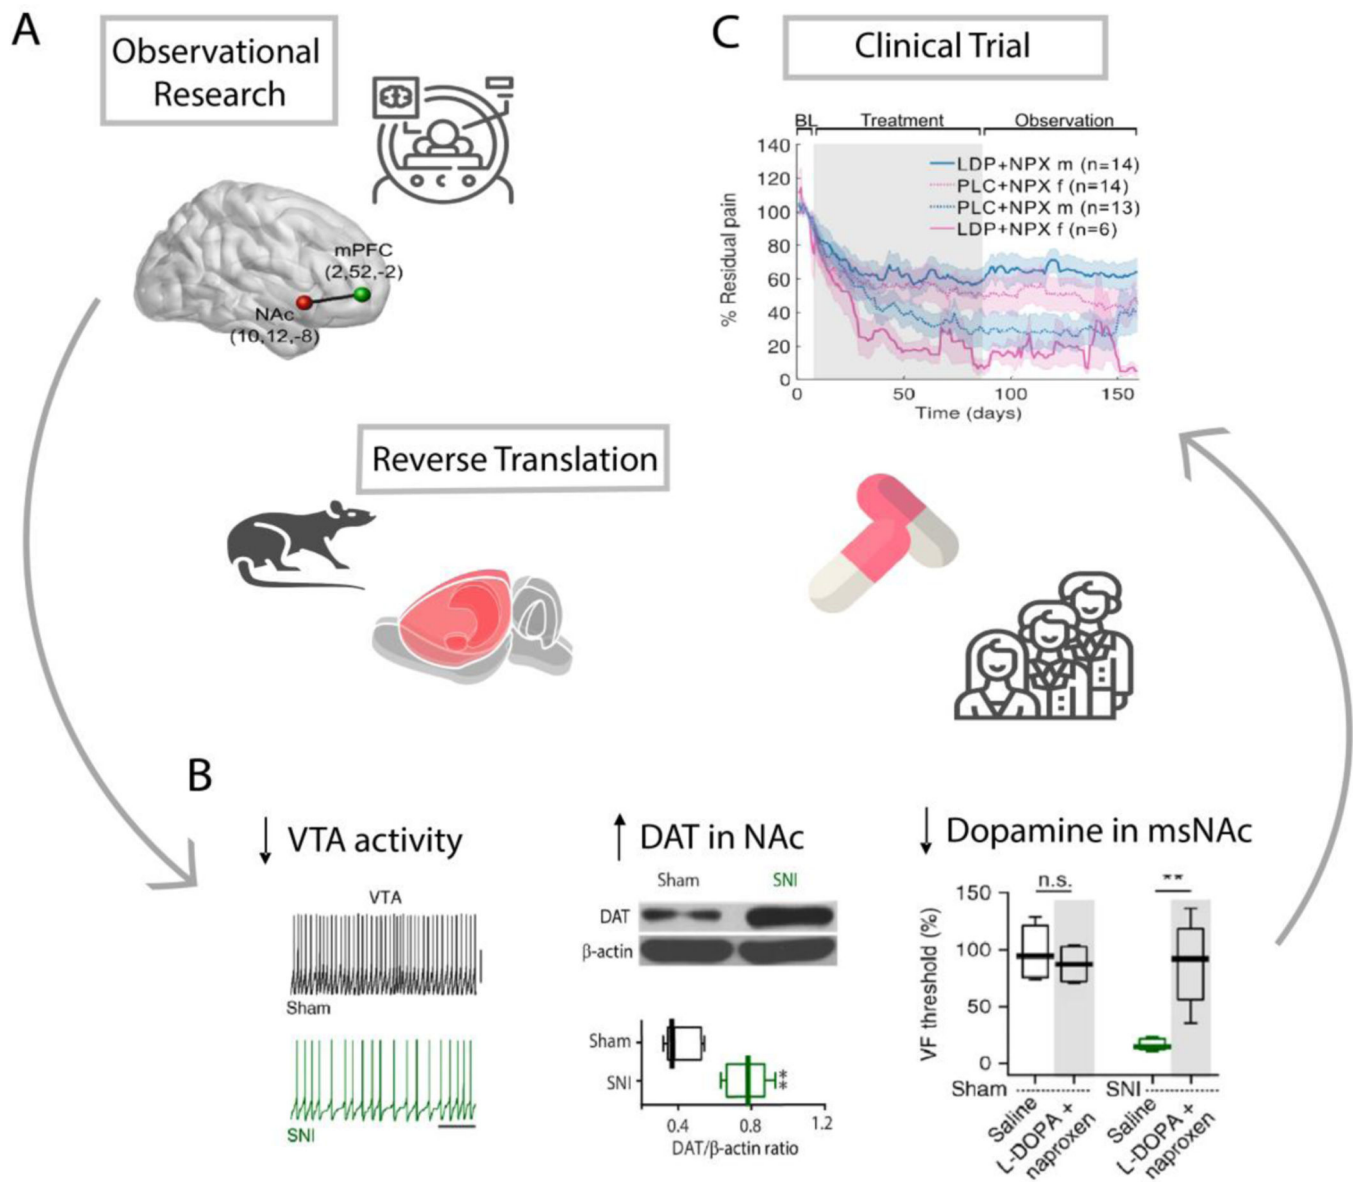 A
Observational
Research
mPFC
(2,52,-2)
NAc
(10,12,-8)
Reverse Translation
C
Clinical Trial
BL Treatment Observation
140
120
100
80
60
40
20
0
% Residual pain
LDP+NPX m (n=14)
PLC+NPX f (n=14)
PLC+NPX m (n=13)
LDP+NPX f (n=6)
0 50 100 150
Time (days)
B
↓ VTA activity
VTA
Sham
SNI
↑ DAT in NAc
Sham SNI
DAT
β-actin
Sham
SNI
**
0.4 0.8 1.2
DAT/β-actin ratio
↓ Dopamine in msNAc
n.s. **
150
100
50
0
VF threshold (%)
Sham SNI
Saline
L-DOPA +
naproxen
Saline
L-DOPA +
naproxen